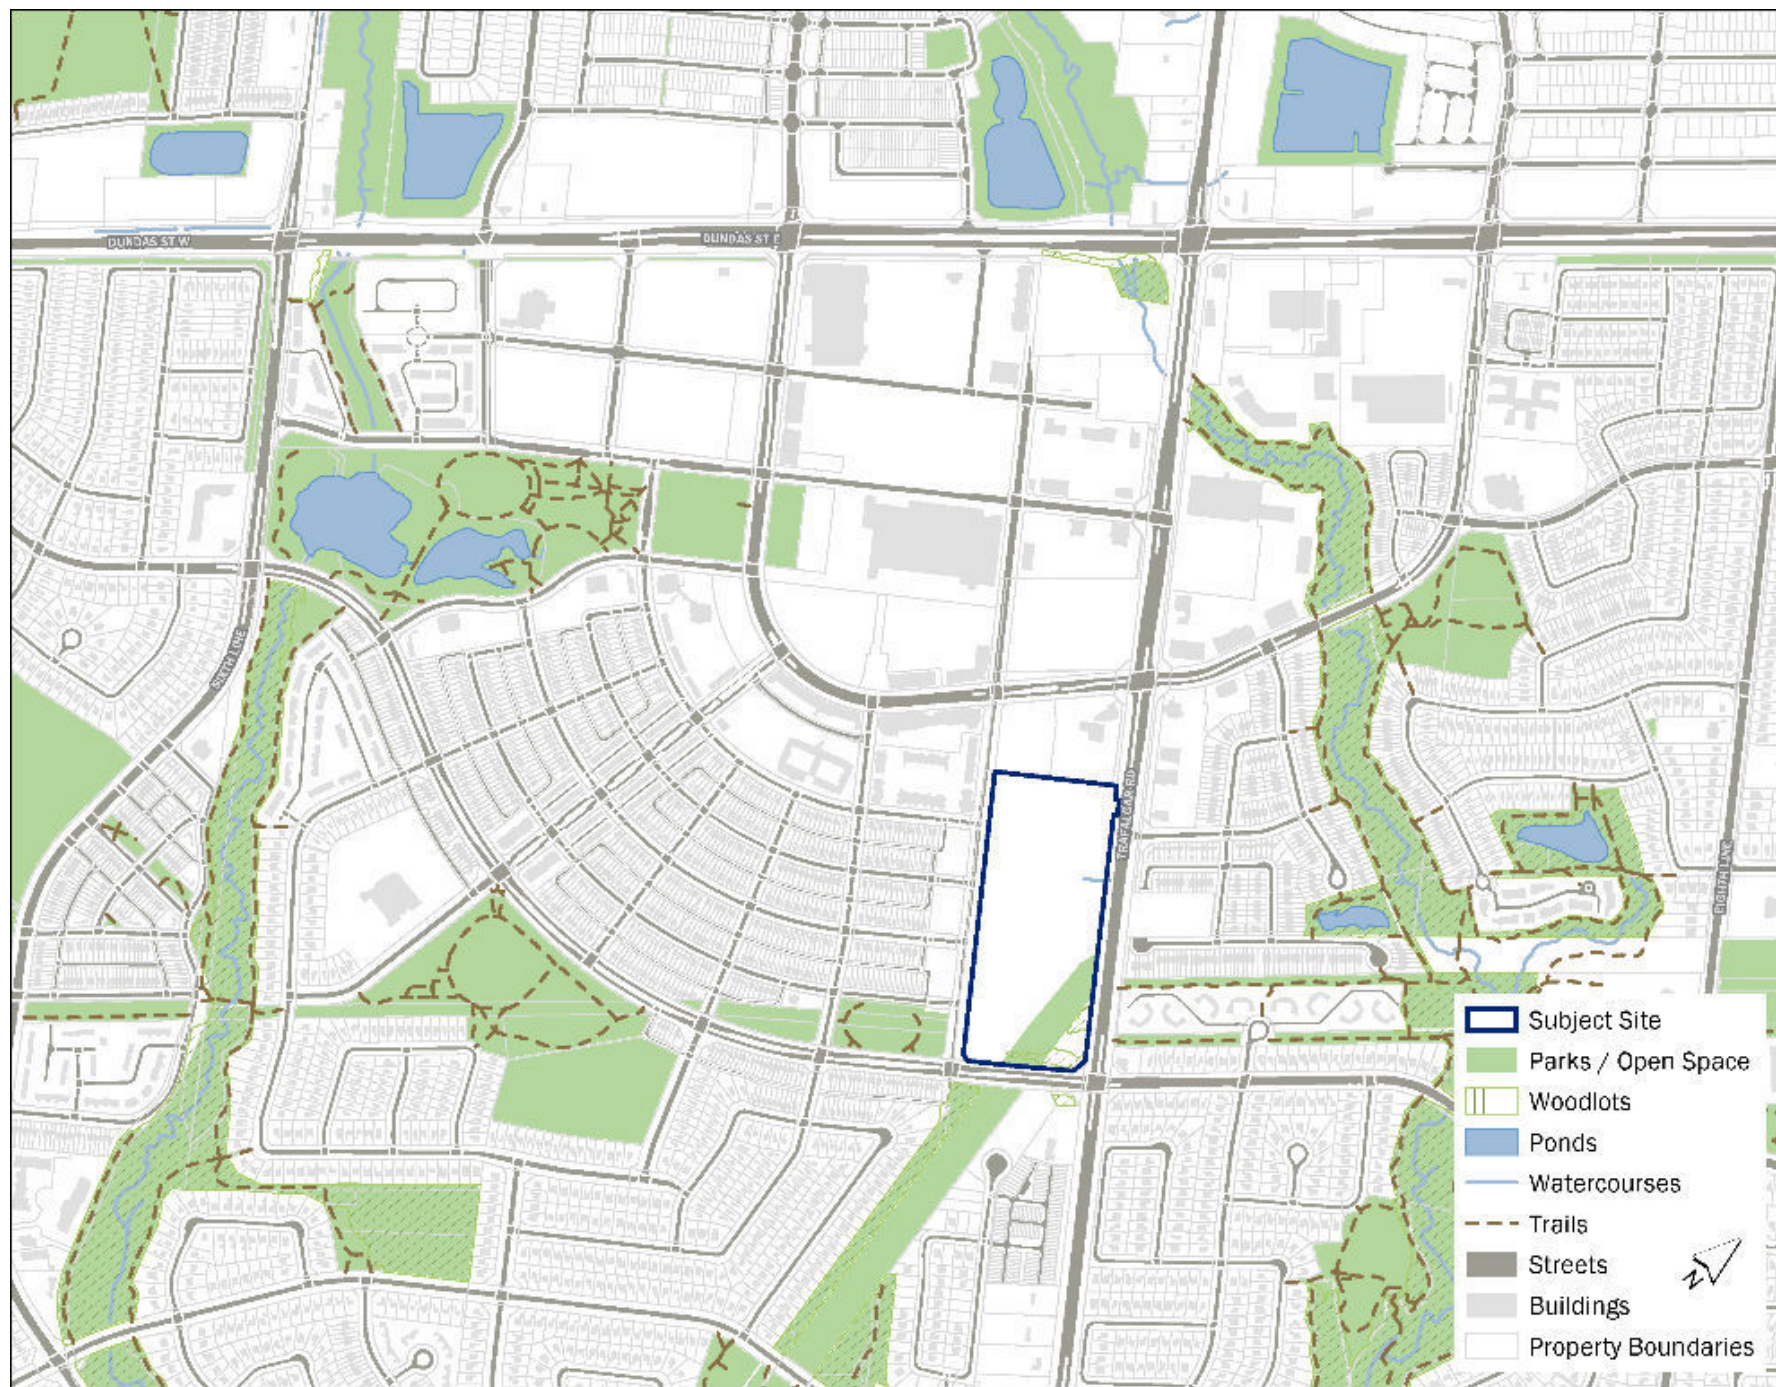 DUNDAS ST W
DUNDAS ST E
SIXTH LINE
TRAFALGAR RD
EIGHTH LINE
Subject Site
Parks / Open Space
Woodlots
Ponds
Watercourses
Trails
Streets
N
Buildings
Property Boundaries